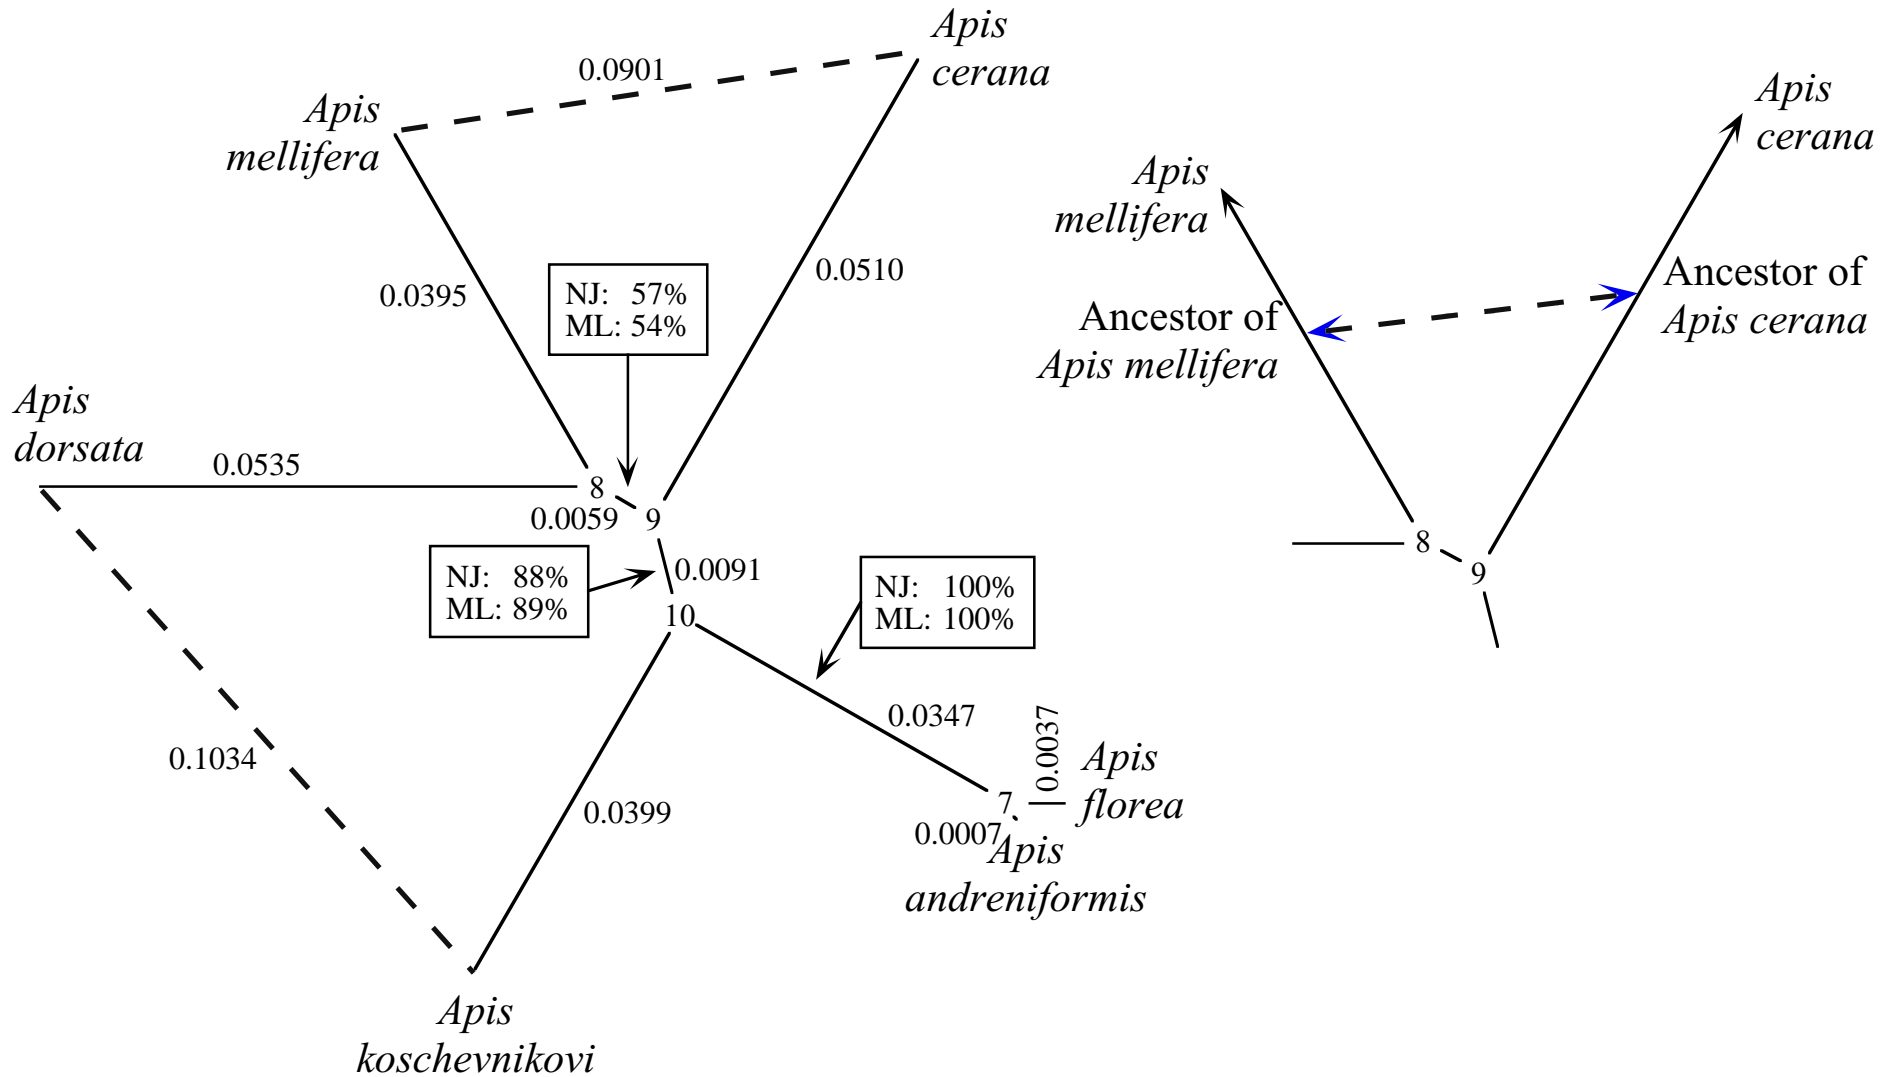 Apis
cerana
0.0901
Apis
mellifera
0.0395
0.0510
NJ: 57%
ML: 54%
Apis
dorsata
0.0535
8
0.0059
9
NJ: 88%
ML: 89%
0.0091
10
NJ: 100%
ML: 100%
0.0347
0.0037
Apis
florea
7
0.0007
Apis
andreniformis
0.1034
0.0399
Apis
koschevnikovi
Apis
cerana
Apis
mellifera
Ancestor of
Apis cerana
Ancestor of
Apis mellifera
8
9